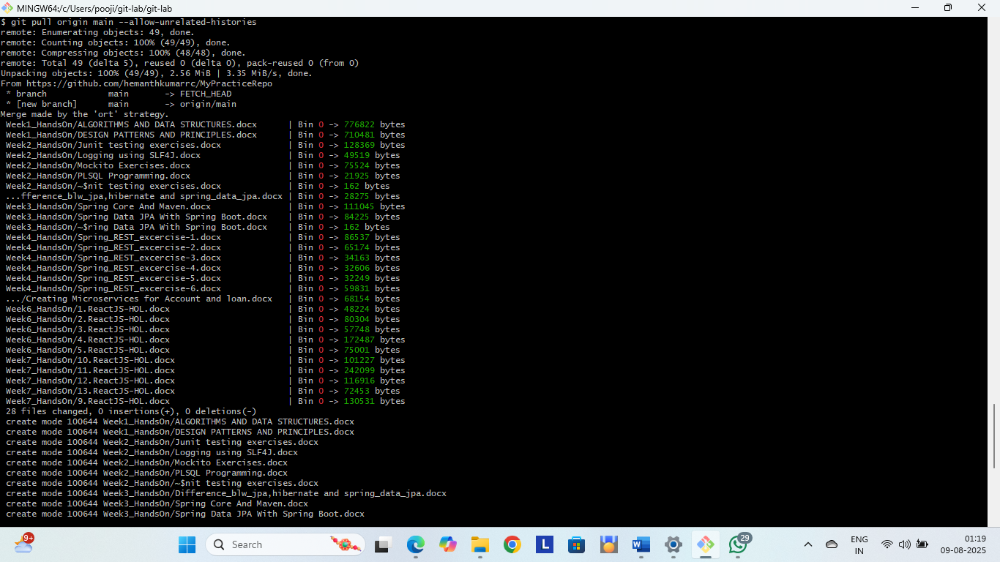 MINGW64:/c/Users/pooji/git-lab/git-lab
$ git pull origin main --allow-unrelated-histories
remote: Enumerating objects: 49, done.
remote: Counting objects: 100% (49/49), done.
remote: Compressing objects: 100% (48/48), done.
remote: Total 49 (delta 5), reused 0 (delta 0), pack-reused 0 (from 0)
Unpacking objects: 100% (49/49), 2.56 MiB | 3.35 MiB/s, done.
From https://github.com/hemanthkumarrc/MyPracticeRepo
 * branch            main       -> FETCH_HEAD
 * [new branch]      main       -> origin/main
Merge made by the 'ort' strategy.
 Week1_HandsOn/ALGORITHMS AND DATA STRUCTURES.docx      | Bin 0 -> 776822 bytes
 Week1_HandsOn/DESIGN PATTERNS AND PRINCIPLES.docx      | Bin 0 -> 710481 bytes
 Week2_HandsOn/Junit testing exercises.docx             | Bin 0 -> 128369 bytes
 Week2_HandsOn/Logging using SLF4J.docx                 | Bin 0 -> 49519 bytes
 Week2_HandsOn/Mockito Exercises.docx                   | Bin 0 -> 75524 bytes
 Week2_HandsOn/PLSQL Programming.docx                   | Bin 0 -> 21925 bytes
 Week2_HandsOn/~$nit testing exercises.docx             | Bin 0 -> 162 bytes
 ...fference_blw_jpa,hibernate and spring_data_jpa.docx | Bin 0 -> 28275 bytes
 Week3_HandsOn/Spring Core And Maven.docx               | Bin 0 -> 111045 bytes
 Week3_HandsOn/Spring Data JPA With Spring Boot.docx    | Bin 0 -> 84225 bytes
 Week3_HandsOn/~$ring Data JPA With Spring Boot.docx    | Bin 0 -> 162 bytes
 Week4_HandsOn/Spring_REST_excercise-1.docx             | Bin 0 -> 86537 bytes
 Week4_HandsOn/Spring_REST_excercise-2.docx             | Bin 0 -> 65174 bytes
 Week4_HandsOn/Spring_REST_excercise-3.docx             | Bin 0 -> 34163 bytes
 Week4_HandsOn/Spring_REST_excercise-4.docx             | Bin 0 -> 32606 bytes
 Week4_HandsOn/Spring_REST_excercise-5.docx             | Bin 0 -> 32249 bytes
 Week4_HandsOn/Spring_REST_excercise-6.docx             | Bin 0 -> 59831 bytes
 .../Creating Microservices for Account and loan.docx   | Bin 0 -> 68154 bytes
 Week6_HandsOn/1.ReactJS-HOL.docx                       | Bin 0 -> 48224 bytes
 Week6_HandsOn/2.ReactJS-HOL.docx                       | Bin 0 -> 80304 bytes
 Week6_HandsOn/3.ReactJS-HOL.docx                       | Bin 0 -> 57748 bytes
 Week6_HandsOn/4.ReactJS-HOL.docx                       | Bin 0 -> 172487 bytes
 Week6_HandsOn/5.ReactJS-HOL.docx                       | Bin 0 -> 75001 bytes
 Week7_HandsOn/10.ReactJS-HOL.docx                      | Bin 0 -> 101227 bytes
 Week7_HandsOn/11.ReactJS-HOL.docx                      | Bin 0 -> 242099 bytes
 Week7_HandsOn/12.ReactJS-HOL.docx                      | Bin 0 -> 116916 bytes
 Week7_HandsOn/13.ReactJS-HOL.docx                      | Bin 0 -> 72453 bytes
 Week7_HandsOn/9.ReactJS-HOL.docx                       | Bin 0 -> 130531 bytes
 28 files changed, 0 insertions(+), 0 deletions(-)
 create mode 100644 Week1_HandsOn/ALGORITHMS AND DATA STRUCTURES.docx
 create mode 100644 Week1_HandsOn/DESIGN PATTERNS AND PRINCIPLES.docx
 create mode 100644 Week2_HandsOn/Junit testing exercises.docx
 create mode 100644 Week2_HandsOn/Logging using SLF4J.docx
 create mode 100644 Week2_HandsOn/Mockito Exercises.docx
 create mode 100644 Week2_HandsOn/PLSQL Programming.docx
 create mode 100644 Week2_HandsOn/~$nit testing exercises.docx
 create mode 100644 Week3_HandsOn/Difference_blw_jpa,hibernate and spring_data_jpa.docx
 create mode 100644 Week3_HandsOn/Spring Core And Maven.docx
 create mode 100644 Week3_HandsOn/Spring Data JPA With Spring Boot.docx
9+
Search
L
W
29
ENG
IN
01:19
09-08-2025